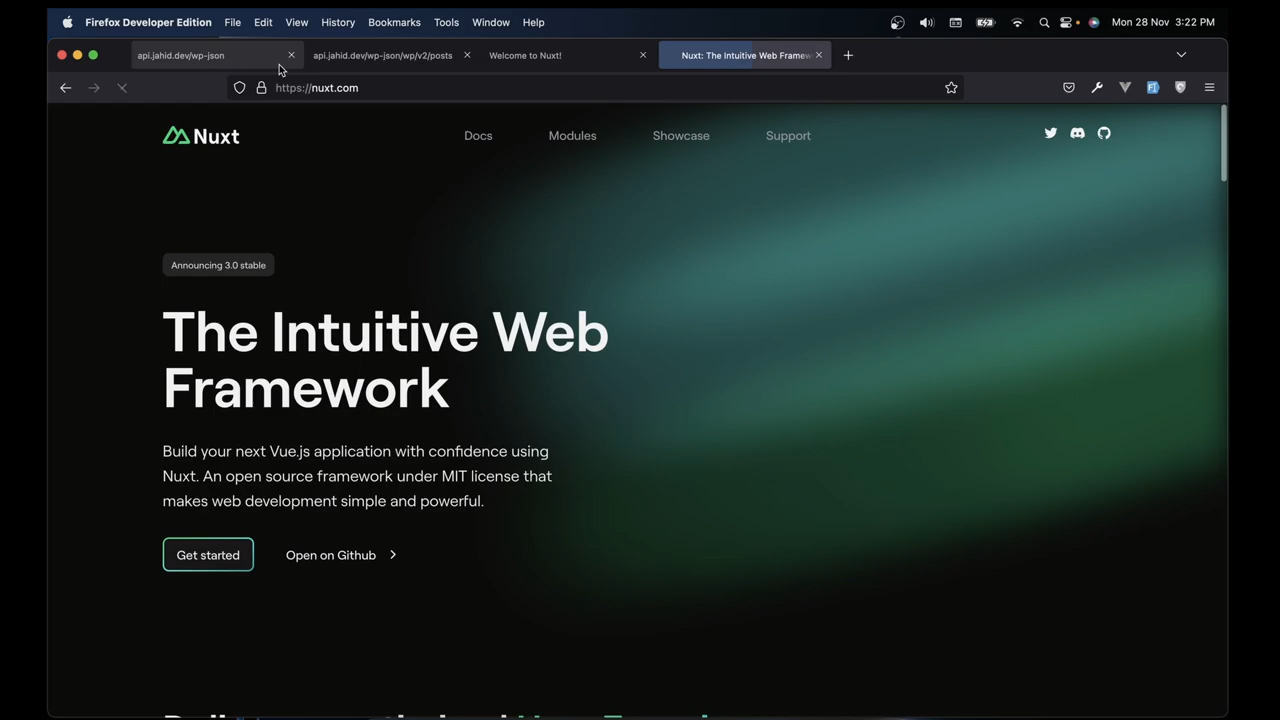 Firefox Developer Edition File Edit View History Bookmarks Tools Window Help Mon 28 Nov 3:22 PM
api.jahid.dev/wp-json api.jahid.dev/wp-json/wp/v2/posts Welcome to Nuxt! Nuxt: The Intuitive Web Framew
https://nuxt.com
Nuxt Docs Modules Showcase Support
Announcing 3.0 stable
The Intuitive Web
Framework
Build your next Vue.js application with confidence using
Nuxt. An open source framework under MIT license that
makes web development simple and powerful.
Get started Open on Github